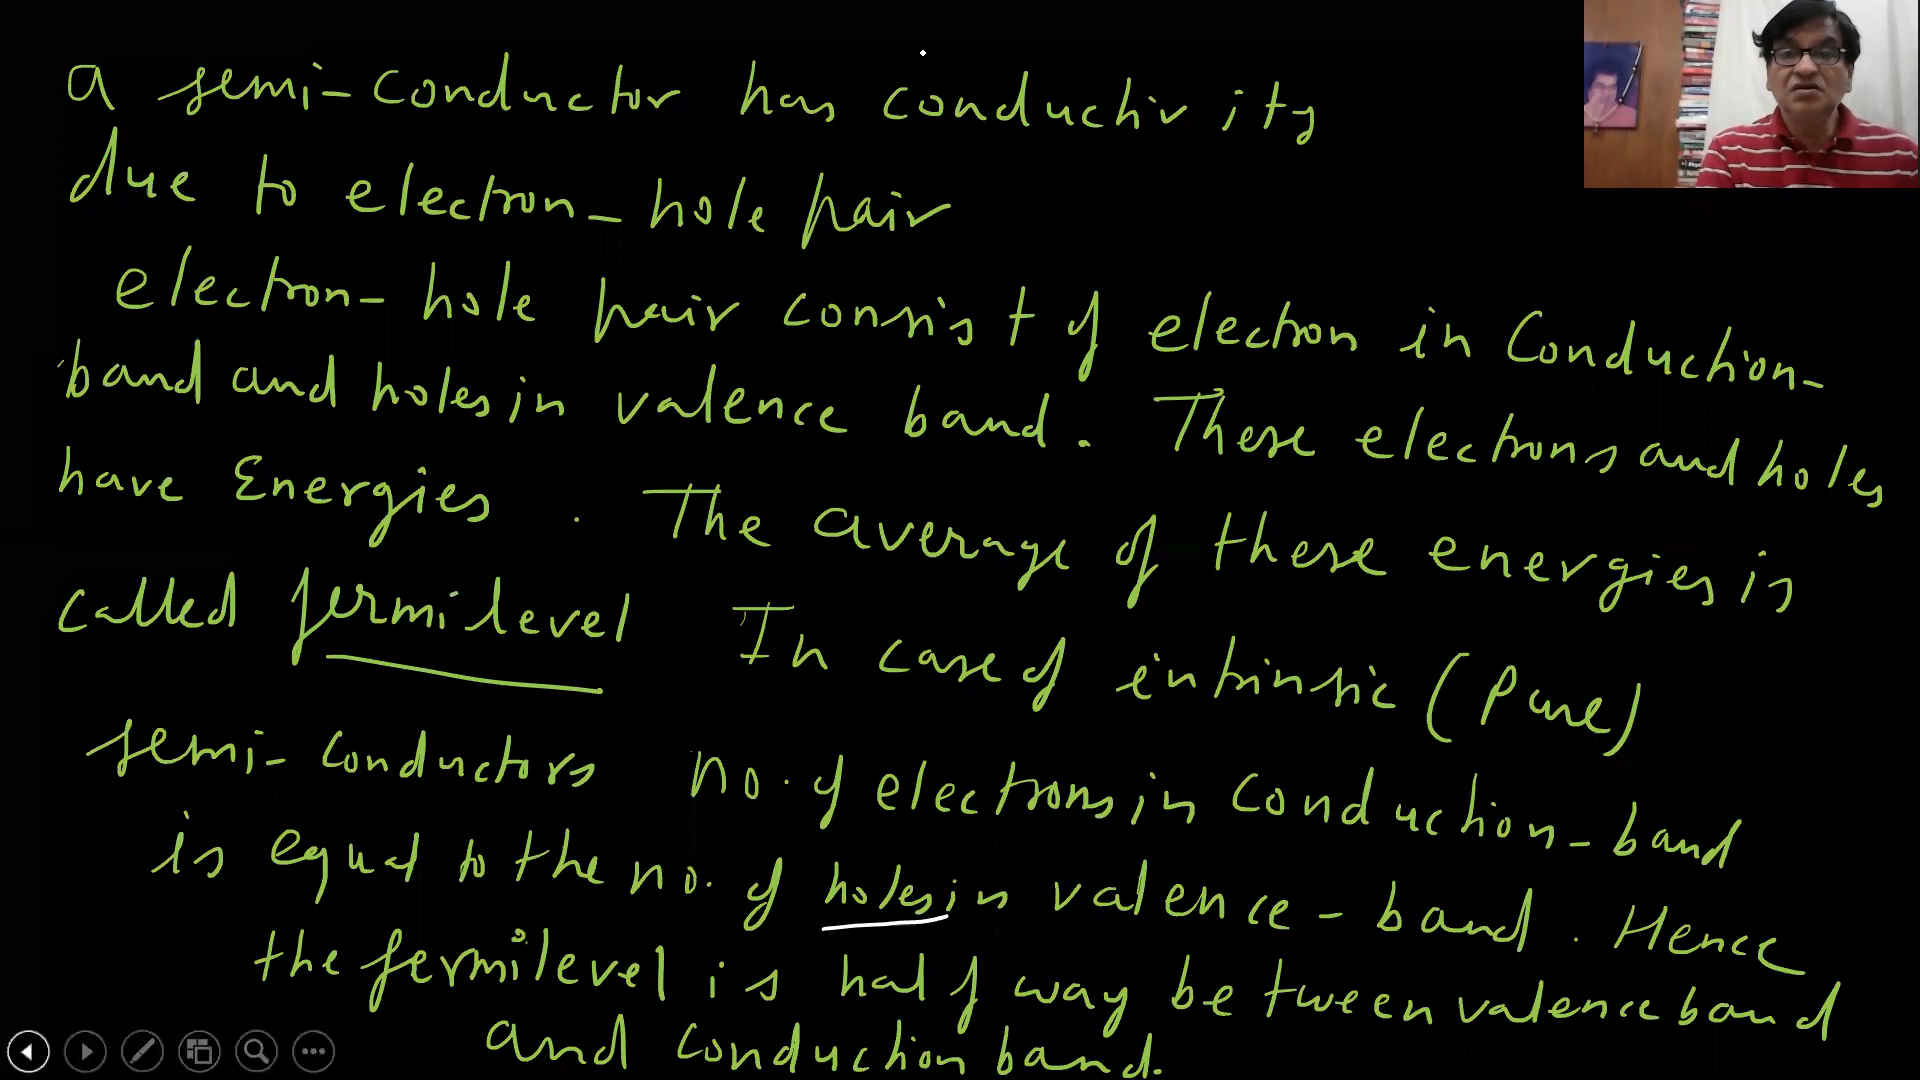 a semi-conductor has conductivity
due to electron-hole pair
electron-hole pair consist of electron in Conduction-
band and holes in valence band. These electrons and holes
have Energies. The average of these energies is
called fermi level In case of intrinsic (pure)
semi-conductors no. of electrons in conduction-band
is equal to the no. of holes in valence-band. Hence
the fermi level is half way between valence band
and conduction band.